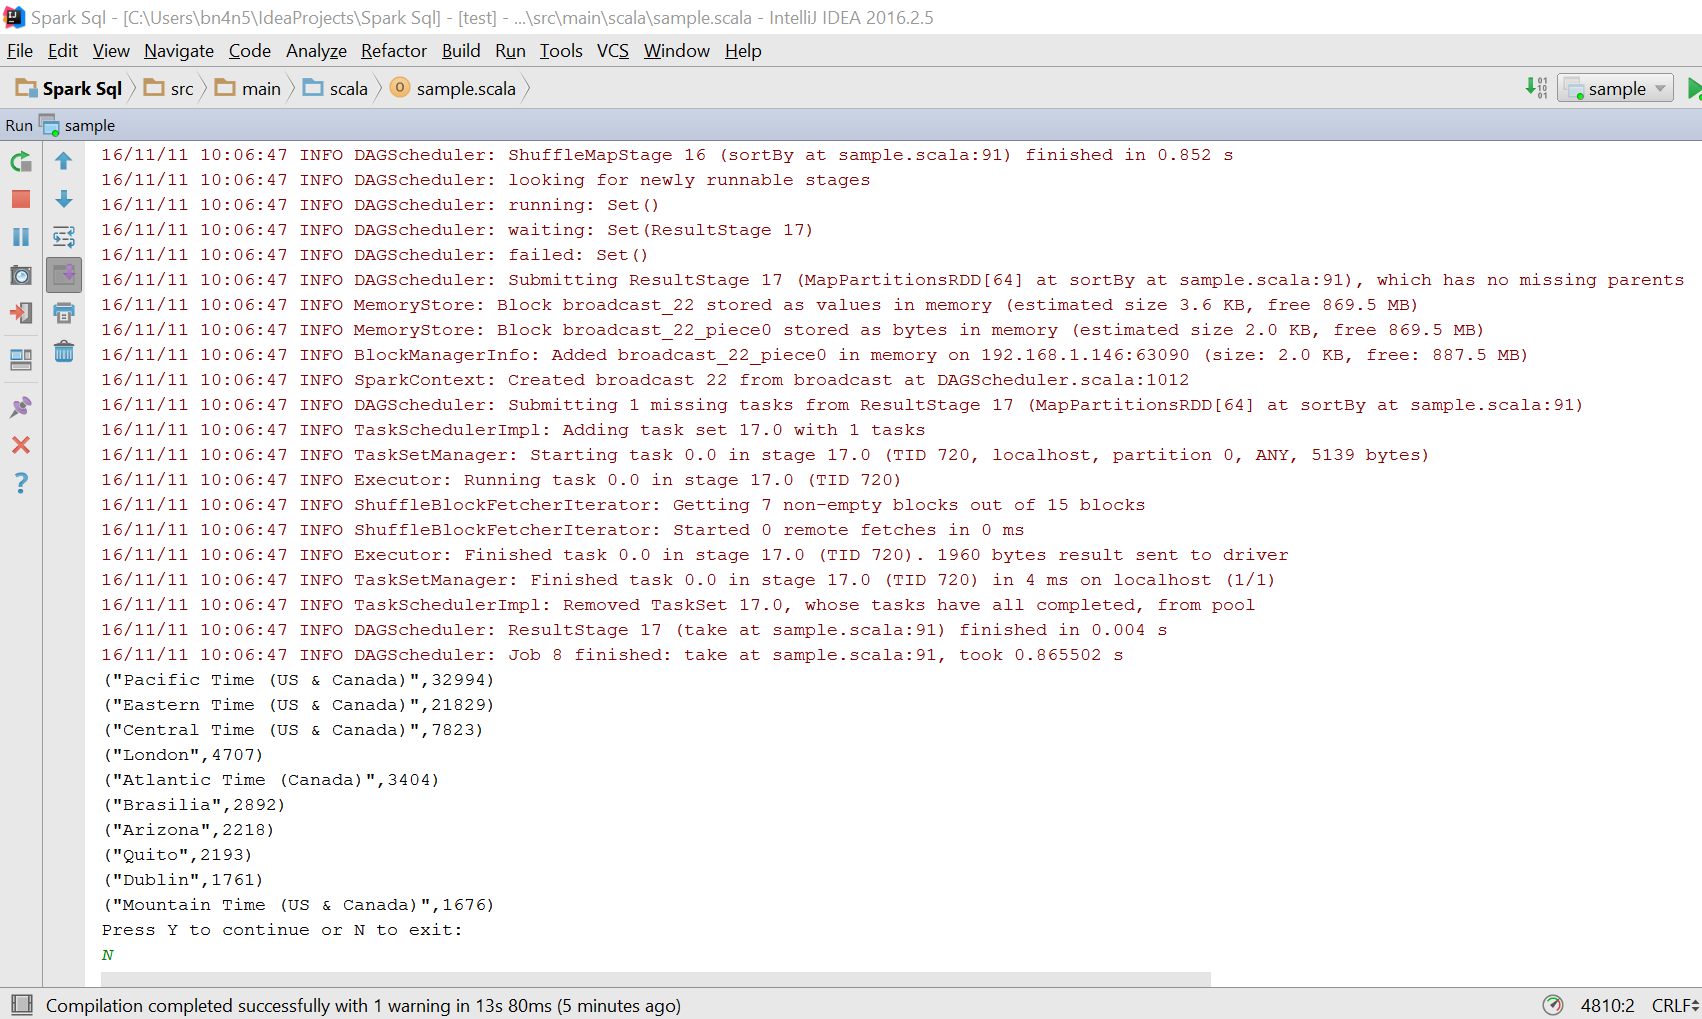 Spark Sql - [C:\Users\bn4n5\IdeaProjects\Spark Sql] - [test] - ...\src\main\scala\sample.scala - IntelliJ IDEA 2016.2.5
File Edit View Navigate Code Analyze Refactor Build Run Tools VCS Window Help
Spark Sql src main scala sample.scala sample
Run sample
16/11/11 10:06:47 INFO DAGScheduler: ShuffleMapStage 16 (sortBy at sample.scala:91) finished in 0.852 s
16/11/11 10:06:47 INFO DAGScheduler: looking for newly runnable stages
16/11/11 10:06:47 INFO DAGScheduler: running: Set()
16/11/11 10:06:47 INFO DAGScheduler: waiting: Set(ResultStage 17)
16/11/11 10:06:47 INFO DAGScheduler: failed: Set()
16/11/11 10:06:47 INFO DAGScheduler: Submitting ResultStage 17 (MapPartitionsRDD[64] at sortBy at sample.scala:91), which has no missing parents
16/11/11 10:06:47 INFO MemoryStore: Block broadcast_22 stored as values in memory (estimated size 3.6 KB, free 869.5 MB)
16/11/11 10:06:47 INFO MemoryStore: Block broadcast_22_piece0 stored as bytes in memory (estimated size 2.0 KB, free 869.5 MB)
16/11/11 10:06:47 INFO BlockManagerInfo: Added broadcast_22_piece0 in memory on 192.168.1.146:63090 (size: 2.0 KB, free: 887.5 MB)
16/11/11 10:06:47 INFO SparkContext: Created broadcast 22 from broadcast at DAGScheduler.scala:1012
16/11/11 10:06:47 INFO DAGScheduler: Submitting 1 missing tasks from ResultStage 17 (MapPartitionsRDD[64] at sortBy at sample.scala:91)
16/11/11 10:06:47 INFO TaskSchedulerImpl: Adding task set 17.0 with 1 tasks
16/11/11 10:06:47 INFO TaskSetManager: Starting task 0.0 in stage 17.0 (TID 720, localhost, partition 0, ANY, 5139 bytes)
16/11/11 10:06:47 INFO Executor: Running task 0.0 in stage 17.0 (TID 720)
16/11/11 10:06:47 INFO ShuffleBlockFetcherIterator: Getting 7 non-empty blocks out of 15 blocks
16/11/11 10:06:47 INFO ShuffleBlockFetcherIterator: Started 0 remote fetches in 0 ms
16/11/11 10:06:47 INFO Executor: Finished task 0.0 in stage 17.0 (TID 720). 1960 bytes result sent to driver
16/11/11 10:06:47 INFO TaskSetManager: Finished task 0.0 in stage 17.0 (TID 720) in 4 ms on localhost (1/1)
16/11/11 10:06:47 INFO TaskSchedulerImpl: Removed TaskSet 17.0, whose tasks have all completed, from pool
16/11/11 10:06:47 INFO DAGScheduler: ResultStage 17 (take at sample.scala:91) finished in 0.004 s
16/11/11 10:06:47 INFO DAGScheduler: Job 8 finished: take at sample.scala:91, took 0.865502 s
("Pacific Time (US & Canada)",32994)
("Eastern Time (US & Canada)",21829)
("Central Time (US & Canada)",7823)
("London",4707)
("Atlantic Time (Canada)",3404)
("Brasilia",2892)
("Arizona",2218)
("Quito",2193)
("Dublin",1761)
("Mountain Time (US & Canada)",1676)
Press Y to continue or N to exit:
N
Compilation completed successfully with 1 warning in 13s 80ms (5 minutes ago) 4810:2 CRLF